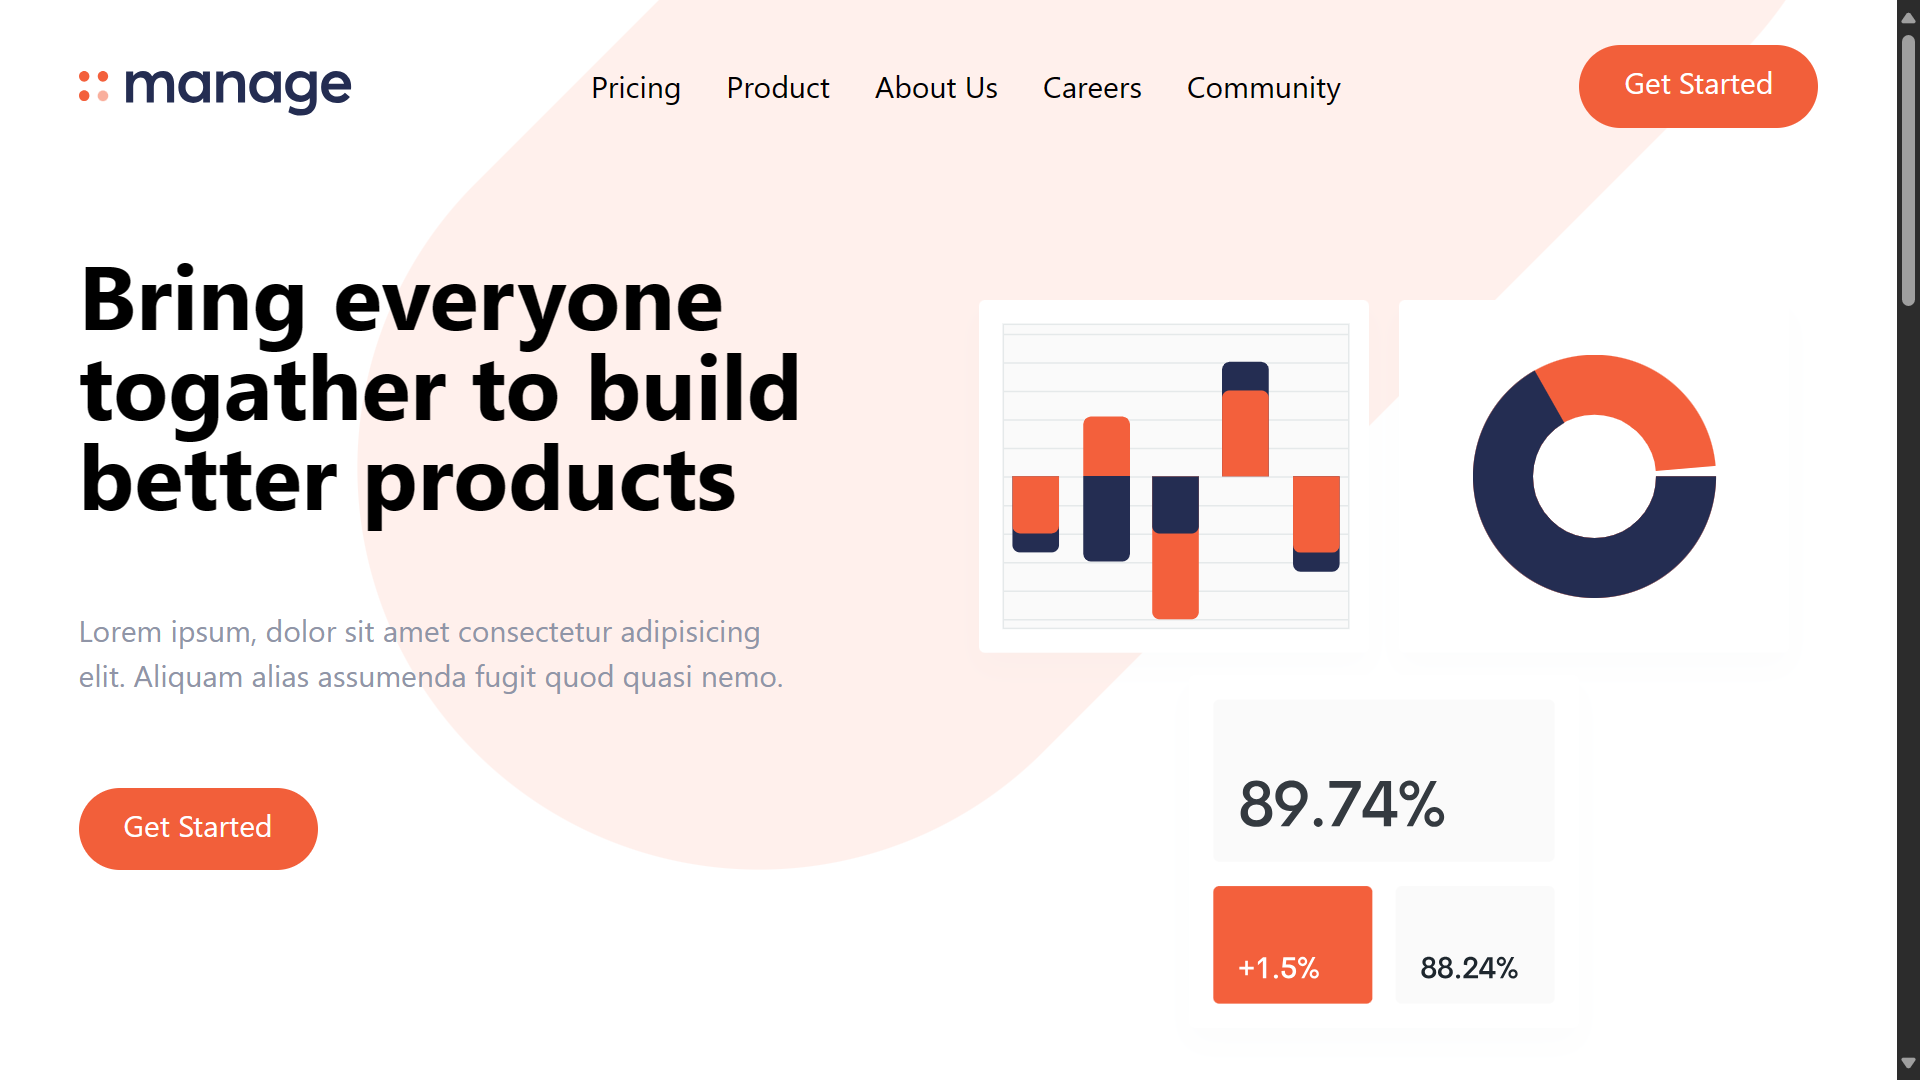 manage
Pricing Product About Us Careers Community
Get Started
Bring everyone
togather to build
better products
Lorem ipsum, dolor sit amet consectetur adipisicing
elit. Aliquam alias assumenda fugit quod quasi nemo.
Get Started
89.74%
+1.5% 88.24%